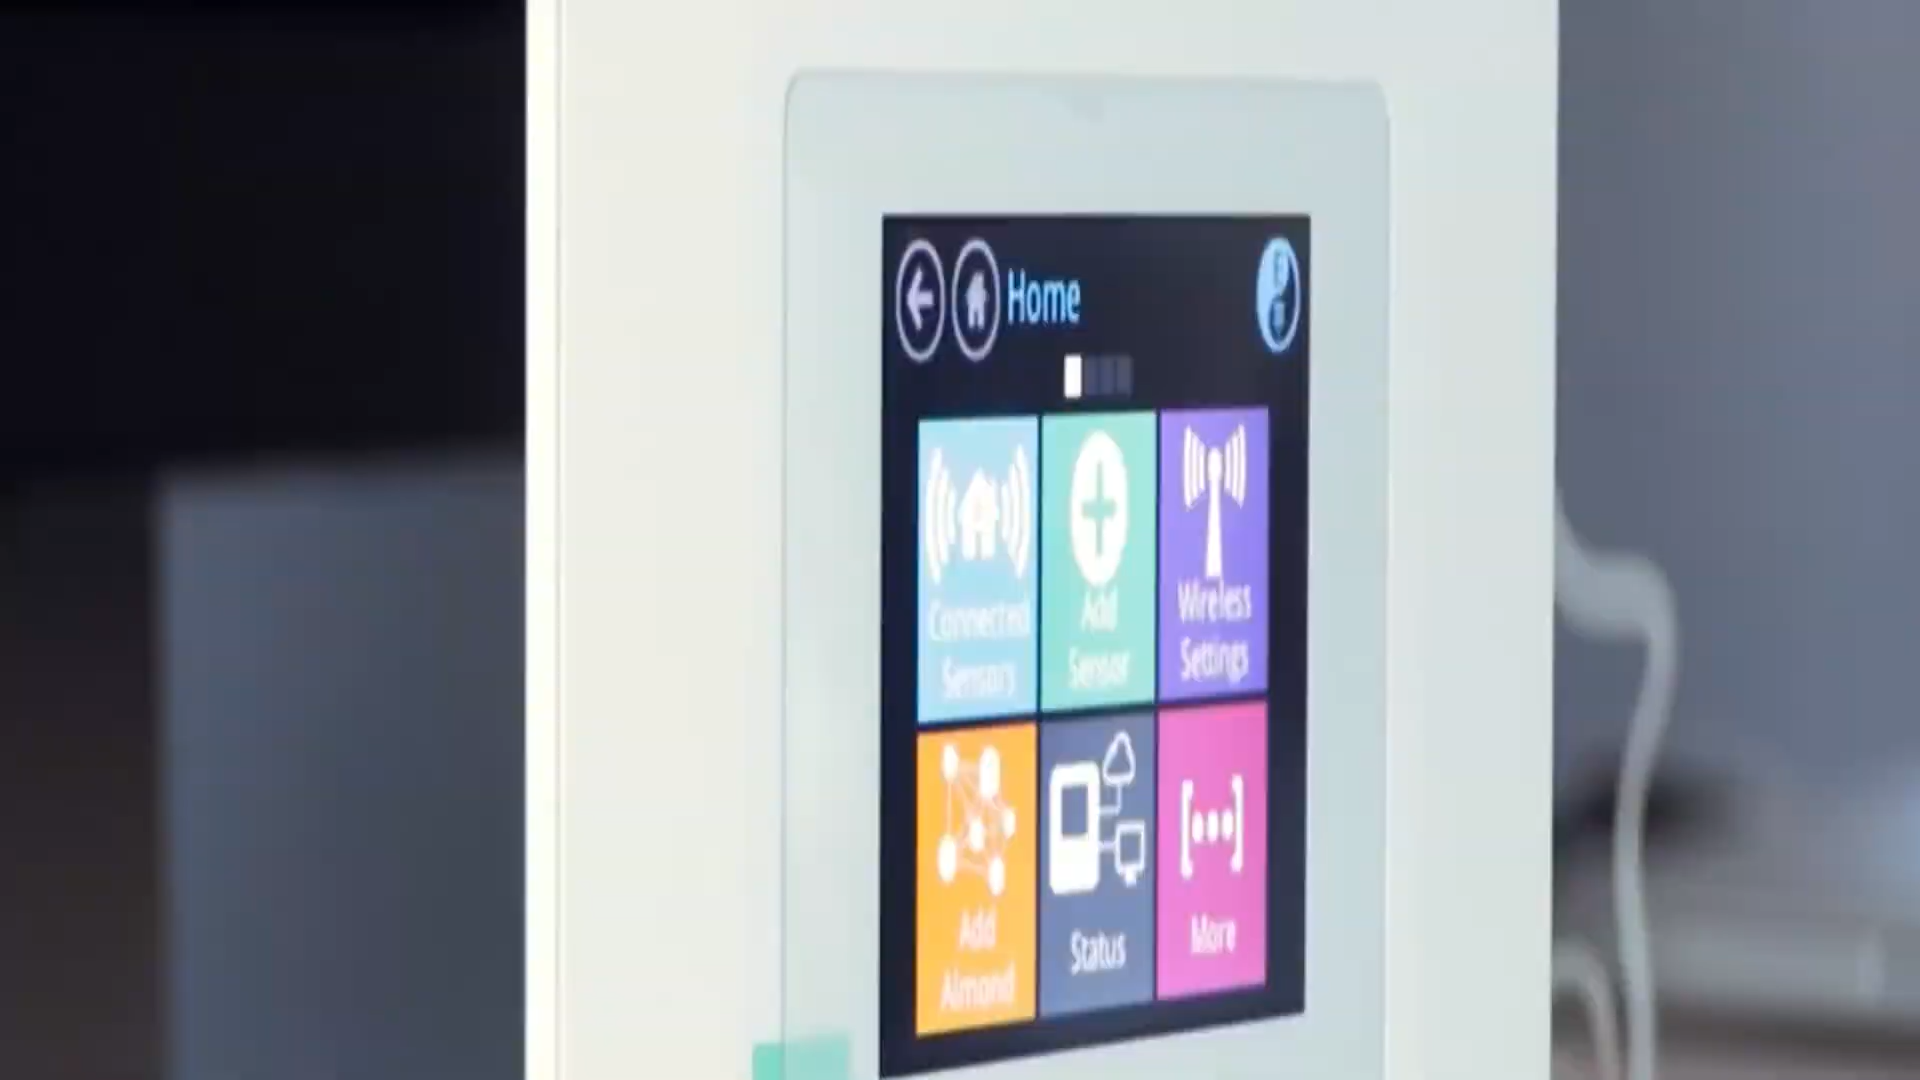 Home
Connected
Sensors
Add
Sensor
Wireless
Settings
Add
Almond
Status
More